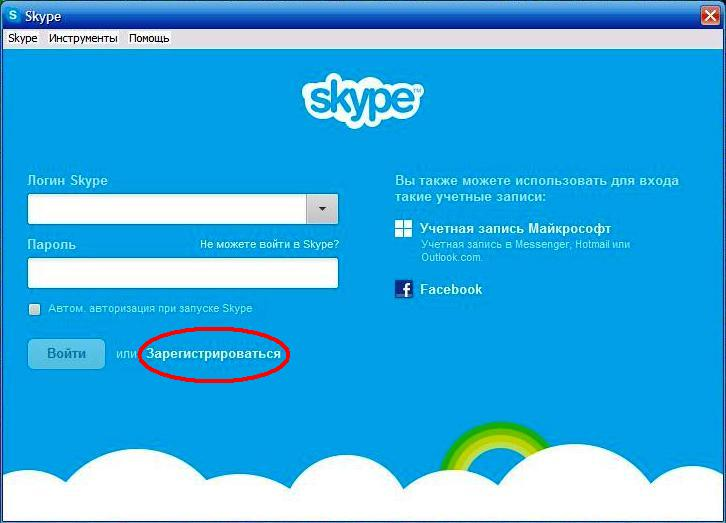 Skype
Skype Инструменты Помощь
skype™
Логин Skype
Пароль
Не можете войти в Skype?
Автом. авторизация при запуске Skype
Войти или Зарегистрироваться
Вы также можете использовать для входа
такие учетные записи:
Учетная запись Майкрософт
Учетная запись в Messenger, Hotmail или
Outlook.com.
Facebook